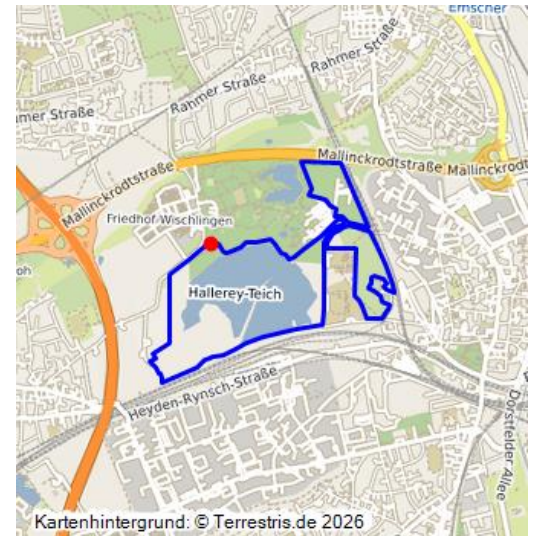 Emscher
Rahmer Straße
mer Straße
Rahmer Straße
Mallinckrodtstraße Mallinckrodt
Mallinckrodtstraße
Friedhof Wischlingen
oh
Hallerey-Teich
Heyden-Rynsch-Straße
Dorstfelder Allee
Kartenhintergrund: © Terrestris.de 2026